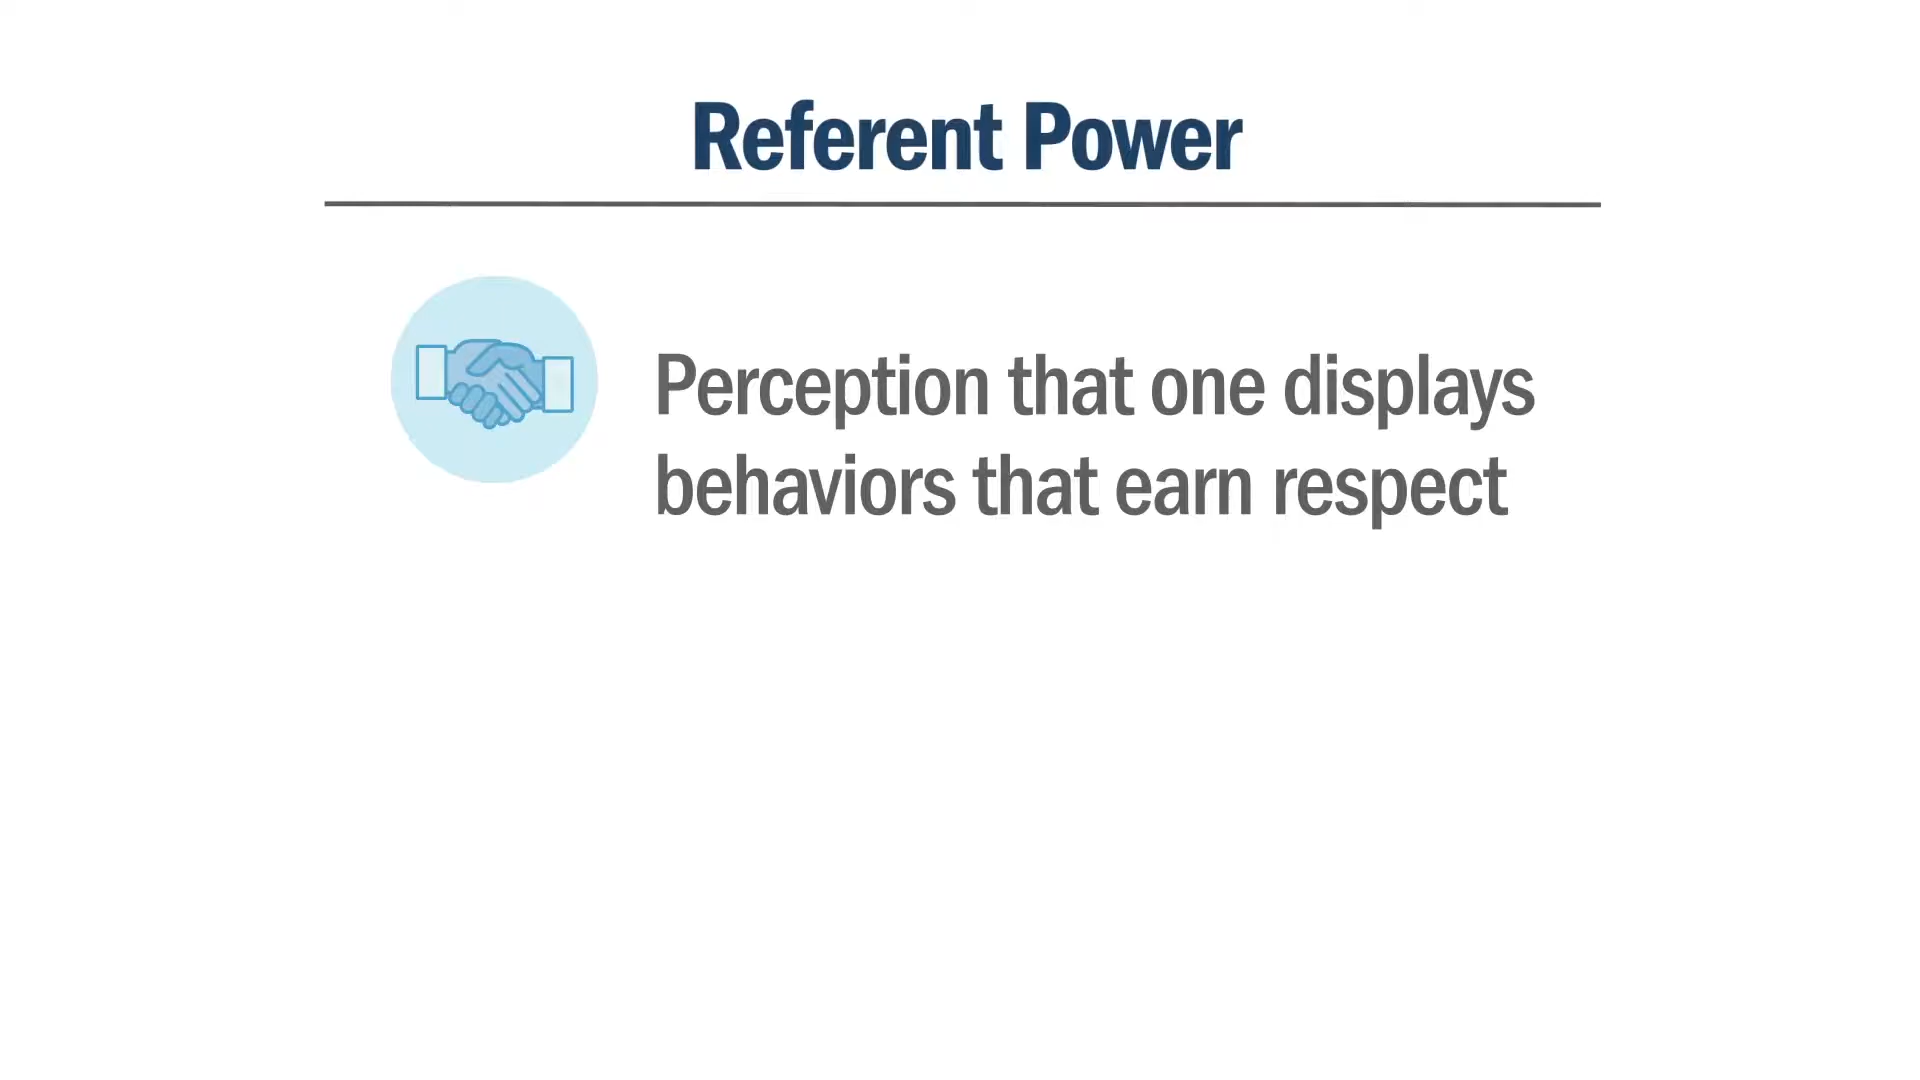 Referent Power
Perception that one displays
behaviors that earn respect